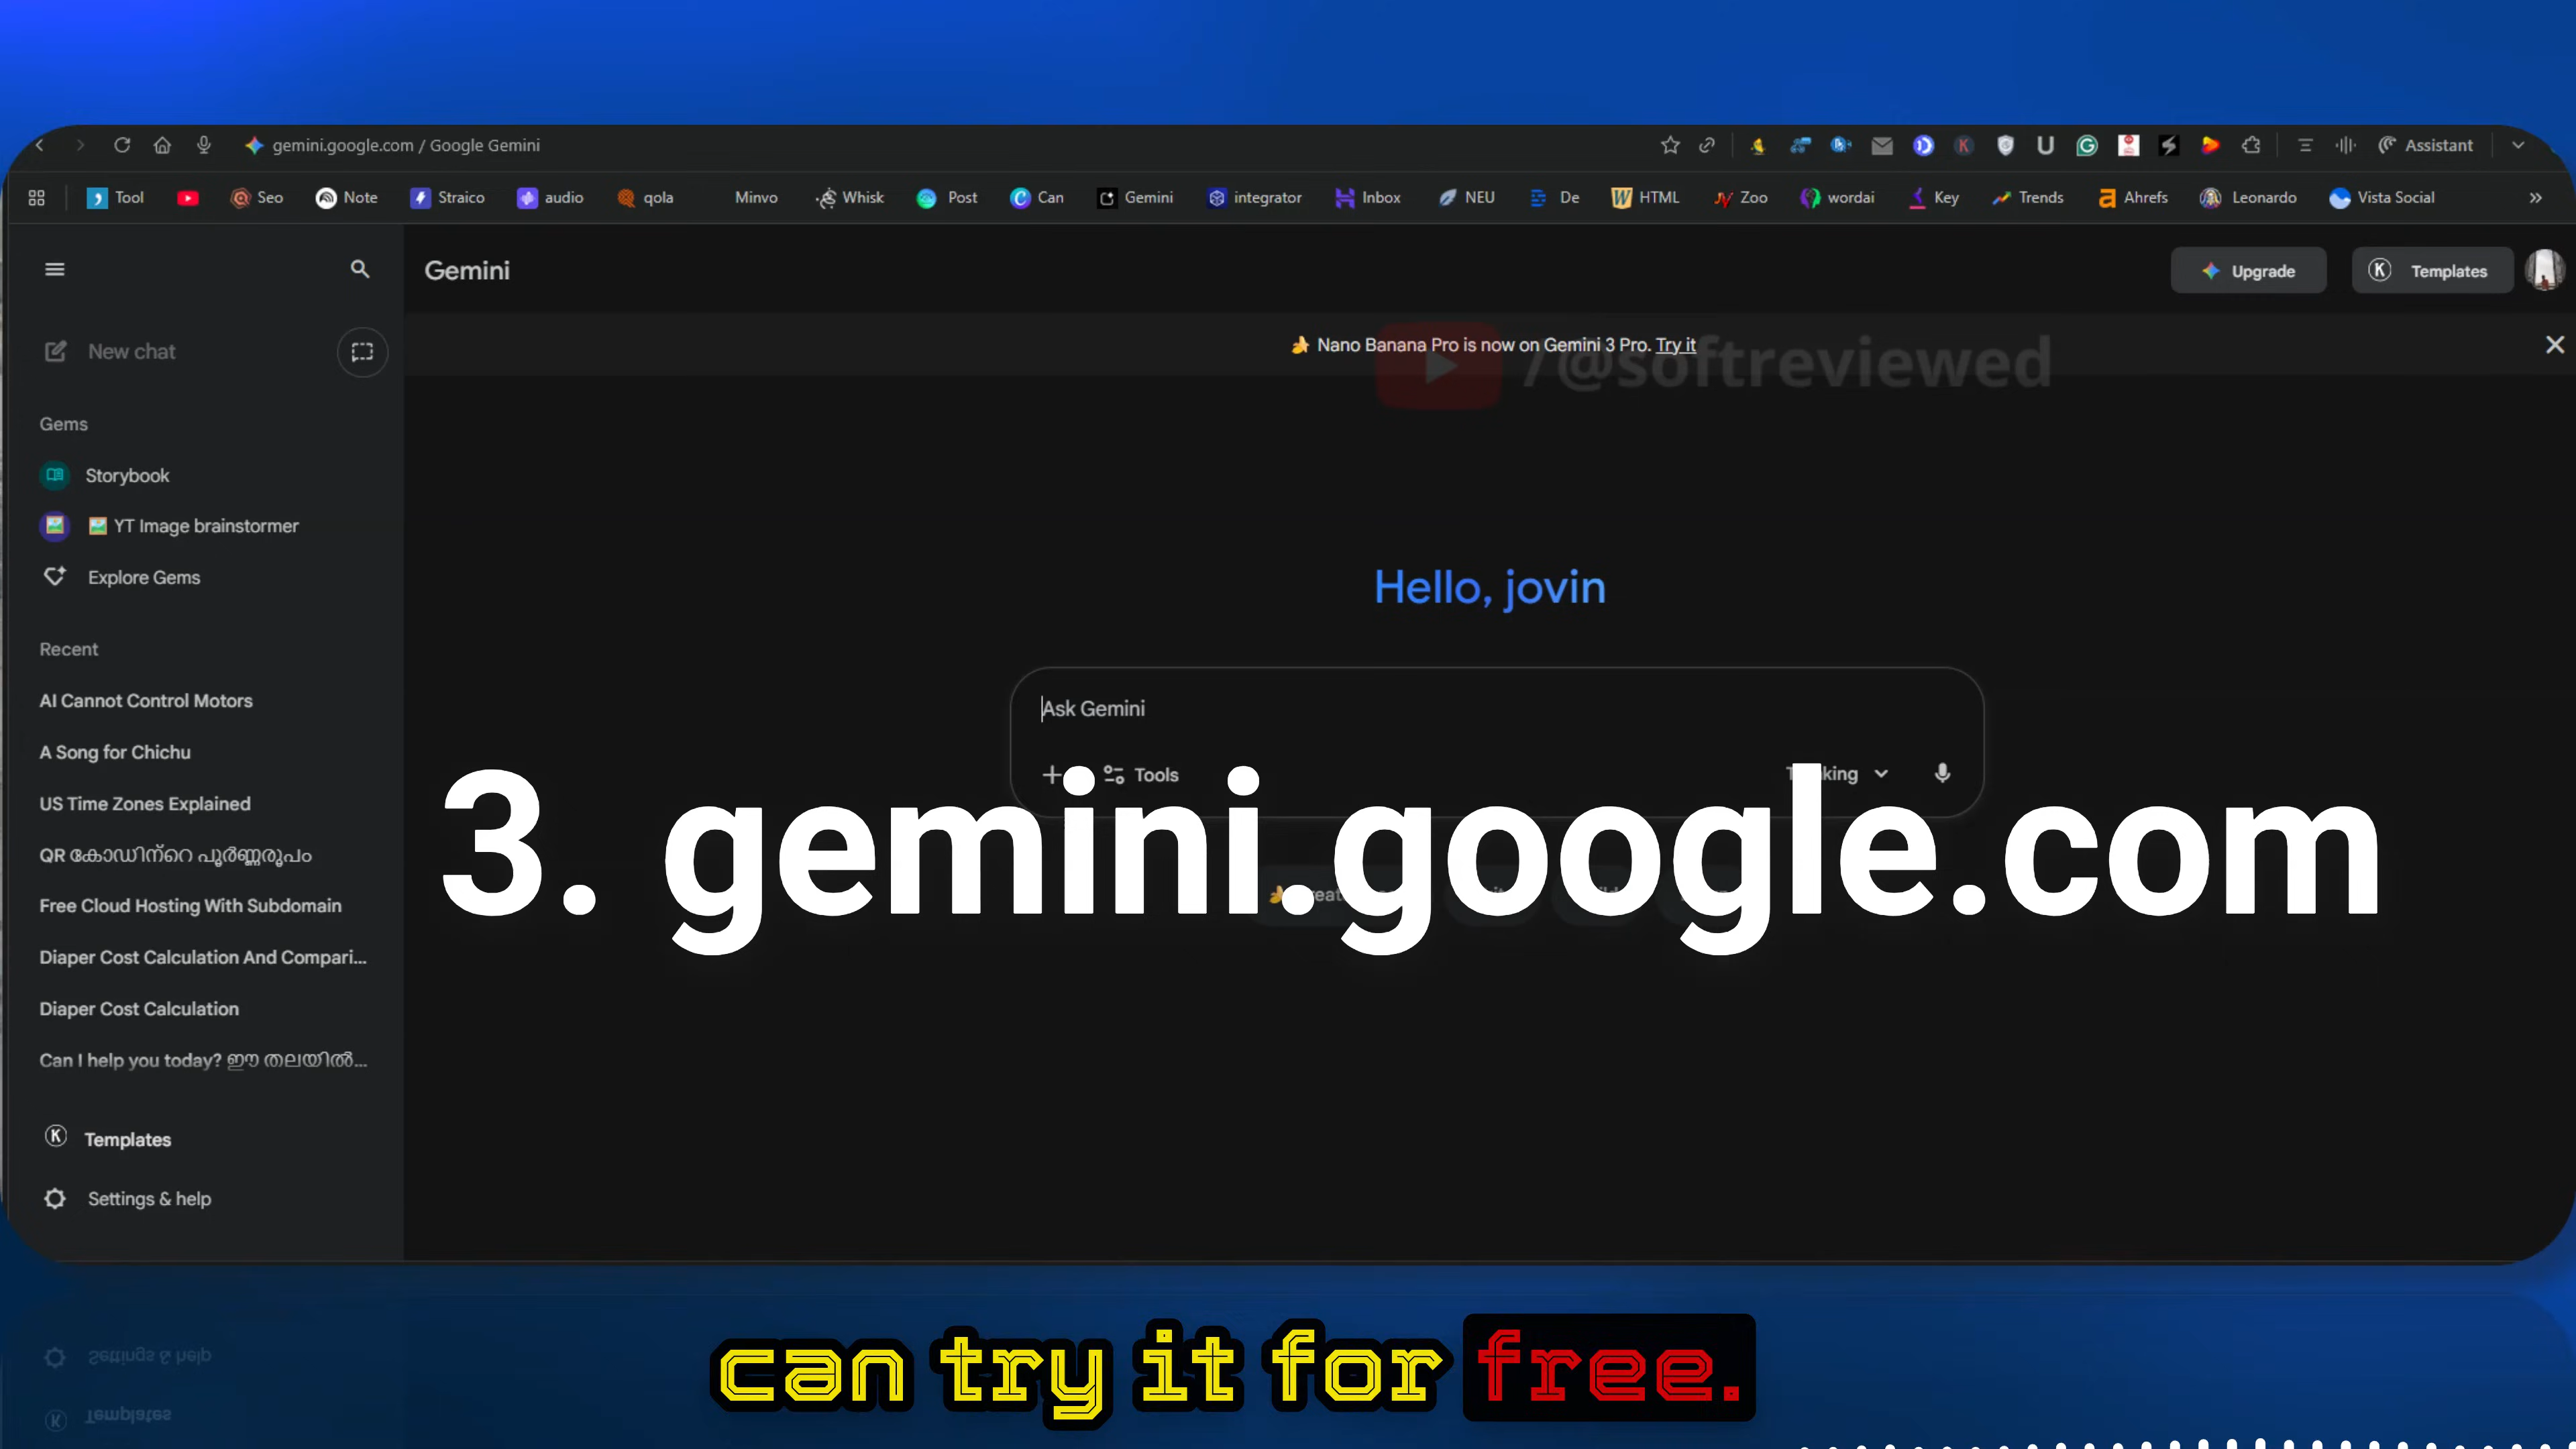 gemini.google.com / Google Gemini
Assistant
Tool Seo Note Straico audio qola Minvo Whisk Post Can Gemini integrator Inbox NEU De HTML Zoo wordai Key Trends Ahrefs Leonardo Vista Social
Gemini
Upgrade
Templates
New chat
Nano Banana Pro is now on Gemini 3 Pro. Try it
/@softreviewed
Gems
Storybook
YT Image brainstormer
Explore Gems
Hello, jovin
Recent
AI Cannot Control Motors
A Song for Chichu
US Time Zones Explained
QR കോഡിന്റെ പൂർണ്ണരൂപം
Free Cloud Hosting With Subdomain
Diaper Cost Calculation And Compari...
Diaper Cost Calculation
Can I help you today? ഈ തലയിൽ...
Ask Gemini
Tools
3. gemini.google.com
Templates
Settings & help
can try it for free.
Settings & help
Templates